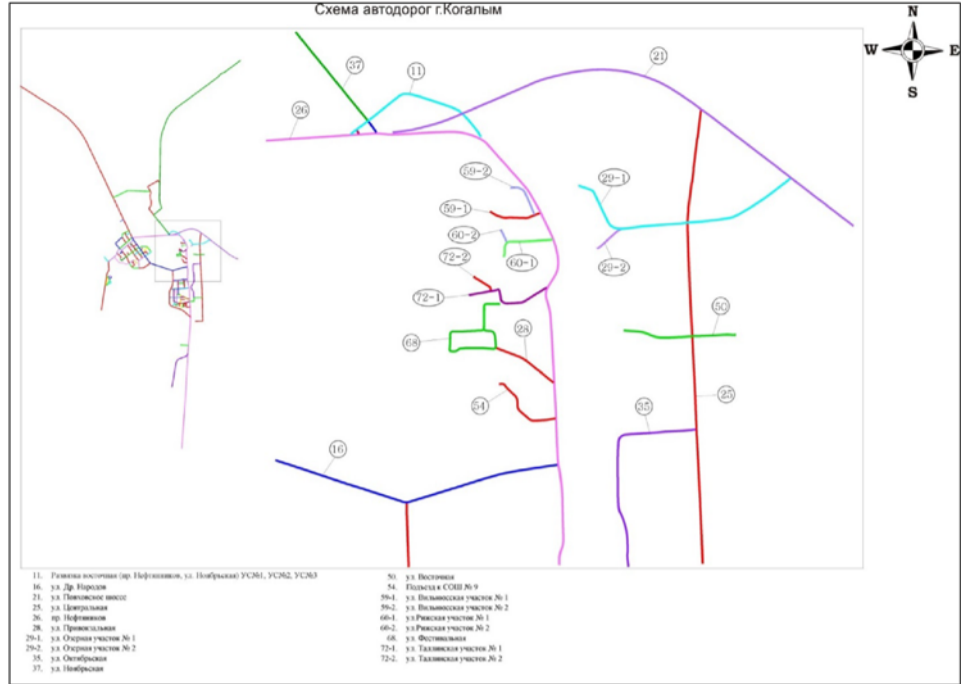 Схема автодорог г.Когалым
N
W E
S
37
11
21
26
59-2
29-1
59-1
60-2
60-1
29-2
72-2
72-1
50
28
68
25
54
35
16
11. Развязка восточная (пр. Нефтяников, ул. Ноябрьская) УС№1, УС№2, УС№3
16. ул. Др. Народов
21. ул. Повховское шоссе
25. ул. Центральная
26. пр. Нефтяников
28. ул. Привокзальная
29-1. ул. Озерная участок № 1
29-2. ул. Озерная участок № 2
35. ул. Октябрьская
37. ул. Ноябрьская
50. ул. Восточная
54. Подъезд к СОШ № 9
59-1. ул. Вильнюсская участок № 1
59-2. ул. Вильнюсская участок № 2
60-1. ул.Рижская участок № 1
60-2. ул.Рижская участок № 2
68. ул. Фестивальная
72-1. ул. Таллинская участок № 1
72-2. ул. Таллинская участок № 2